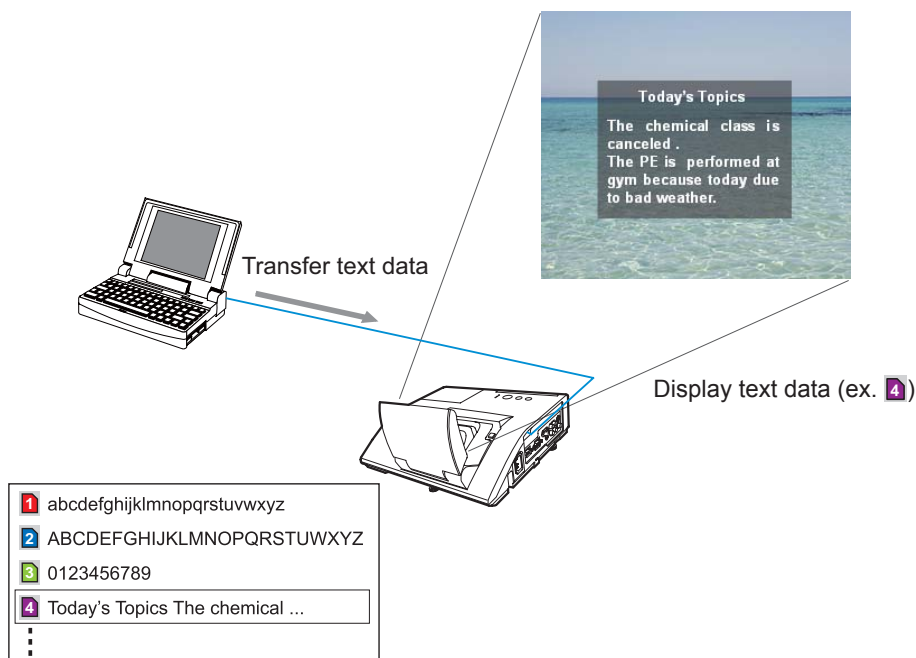 Today's Topics
The chemical class is
canceled .
The PE is performed at
gym because today due
to bad weather.
Transfer text data
Display text data (ex. 4)
1 abcdefghijklmnopqrstuvwxyz
2 ABCDEFGHIJKLMNOPQRSTUWXYZ
3 0123456789
4 Today’s Topics The chemical ...